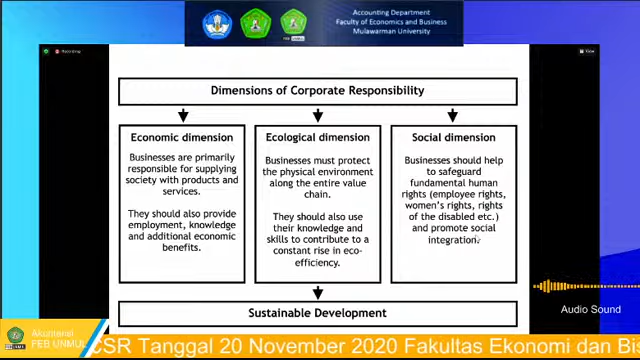 Accounting Department
Faculty of Economics and Business
Mulawarman University
Recording
View
Dimensions of Corporate Responsibility
Economic dimension
Businesses are primarily
responsible for supplying
society with products and
services.
They should also provide
employment, knowledge
and additional economic
benefits.
Ecological dimension
Businesses must protect
the physical environment
along the entire value
chain.
They should also use
their knowledge and
skills to contribute to a
constant rise in eco-
efficiency.
Social dimension
Businesses should help
to safeguard
fundamental human
rights (employee rights,
women's rights, rights
of the disabled etc.)
and promote social
integration.
Sustainable Development
Audio Sound
Akuntansi
FEB UNMUL
CSR Tanggal 20 November 2020 Fakultas Ekonomi dan Bis